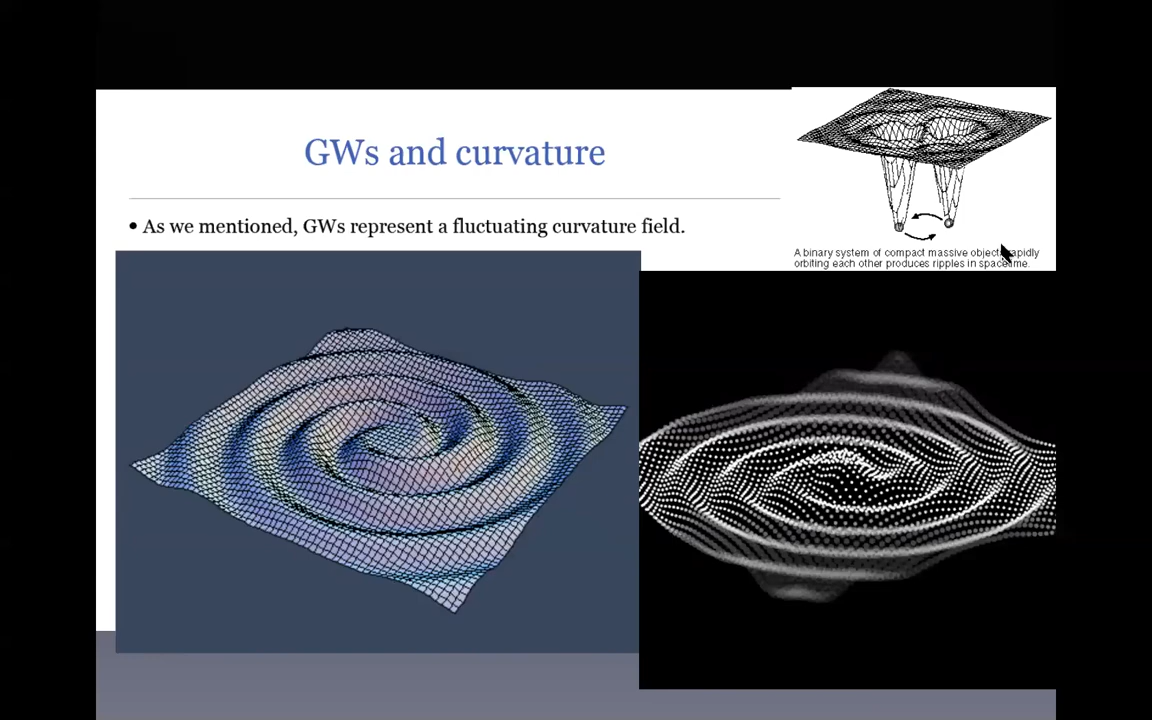 GWs and curvature
• As we mentioned, GWs represent a fluctuating curvature field.
A binary system of compact massive objects rapidly
orbiting each other produces ripples in spacetime.